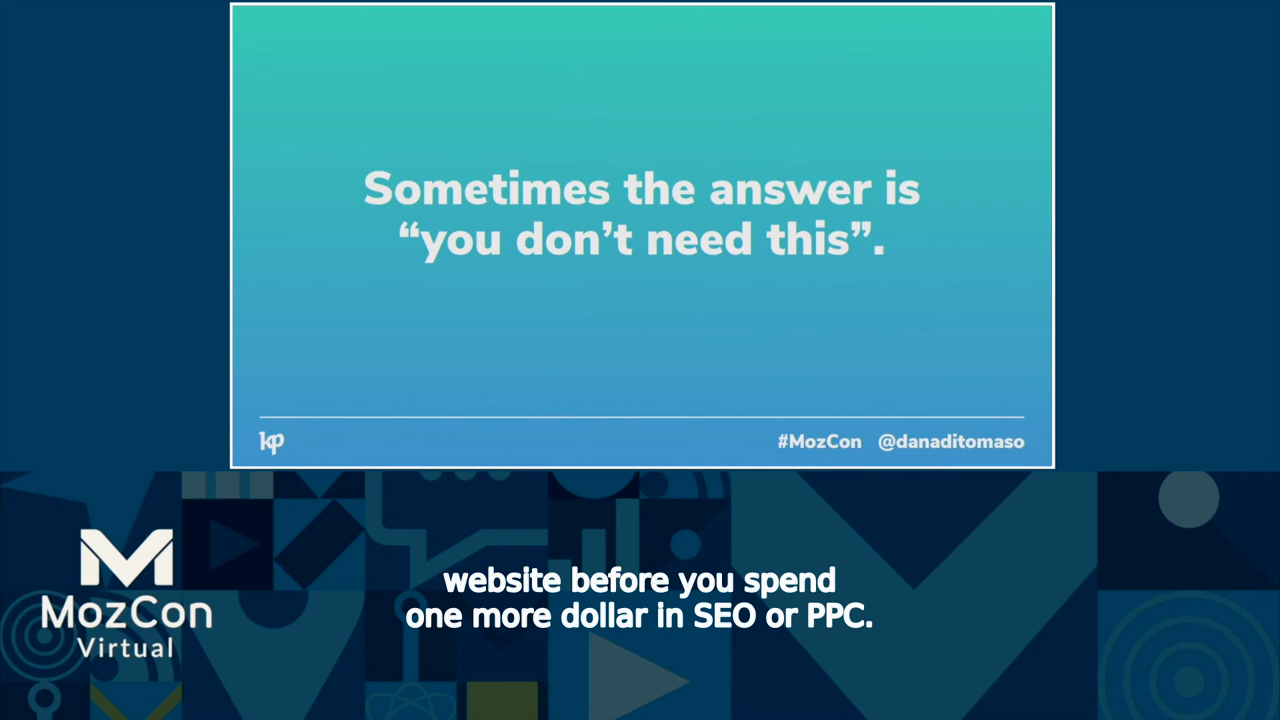 Sometimes the answer is
“you don’t need this”.
kp
#MozCon @danaditomaso
M
MozCon
Virtual
website before you spend
one more dollar in SEO or PPC.